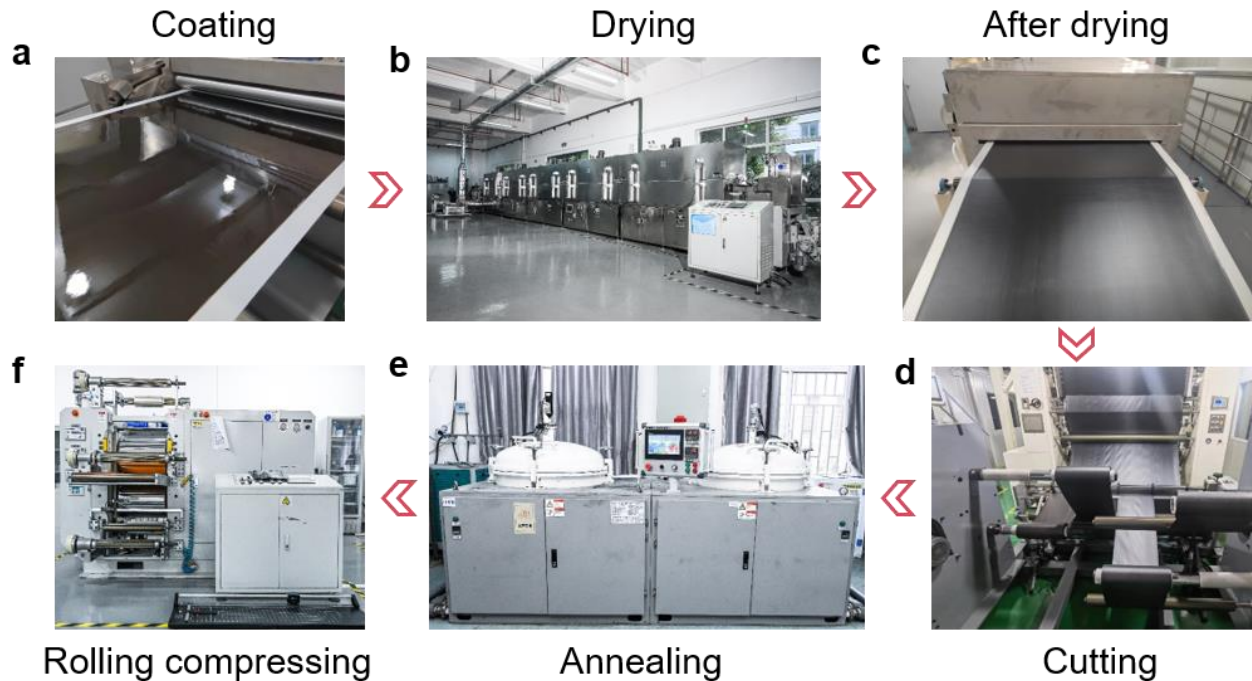 Coating
Drying
After drying
a
b
c
f
e
d
Rolling compressing
Annealing
Cutting